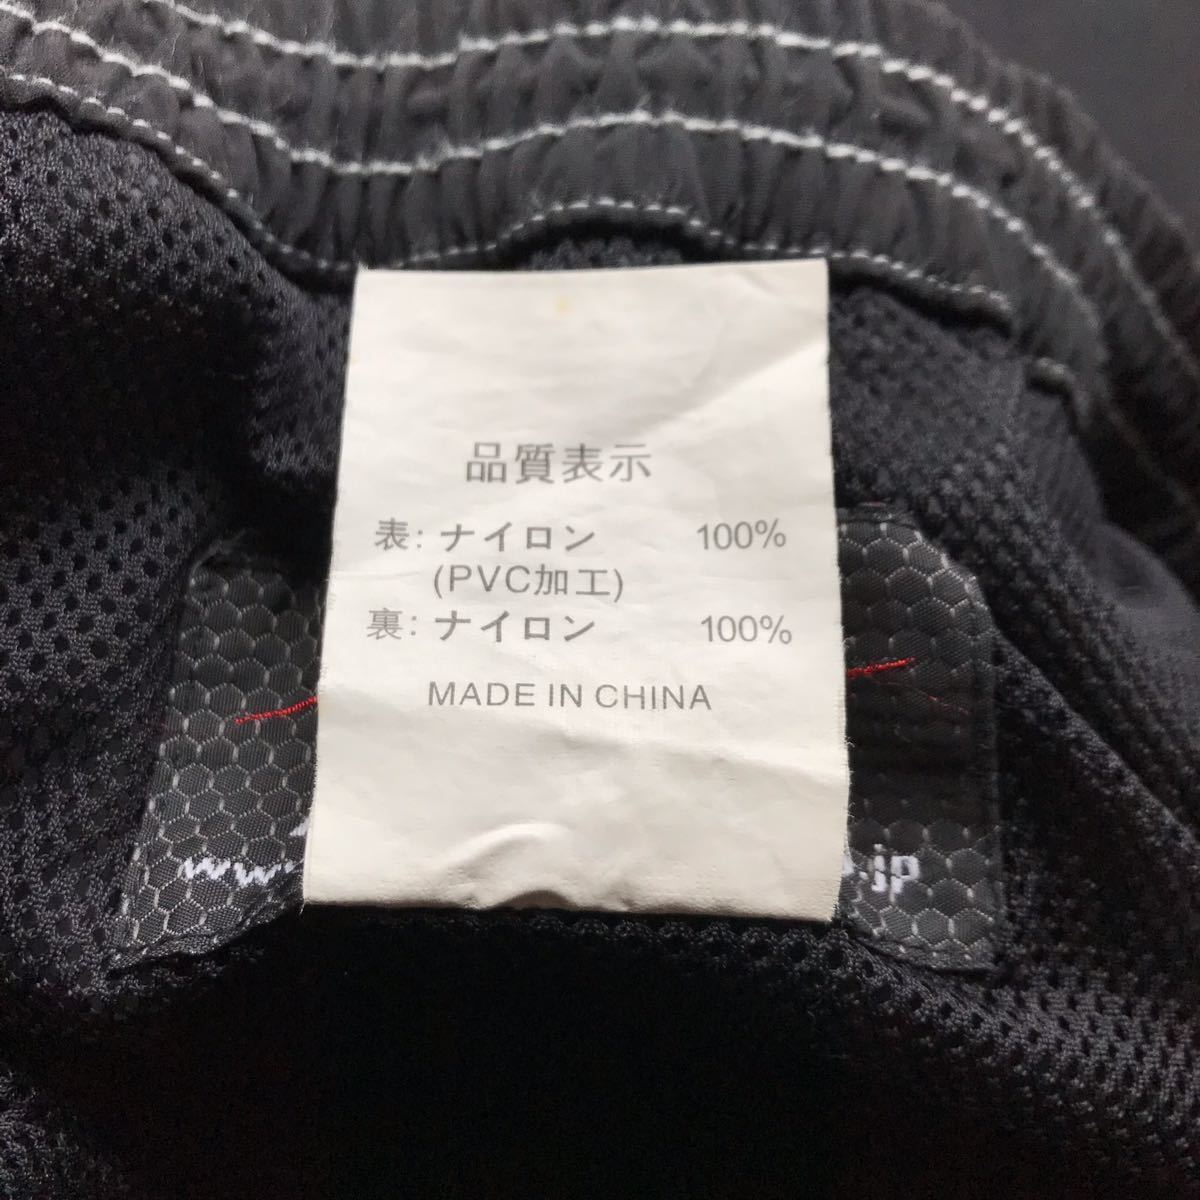 品質表示
表: ナイロン 100%
(PVC加工)
裏: ナイロン 100%
MADE IN CHINA
www. .jp